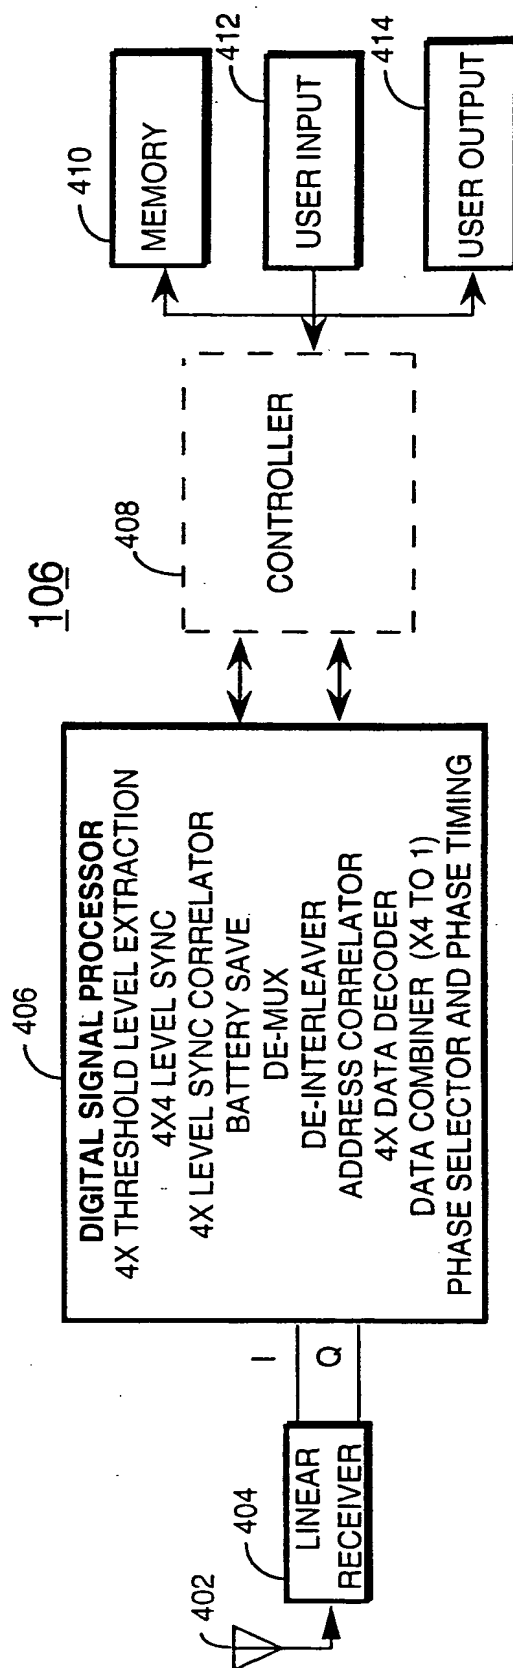 106
402
404
LINEAR
RECEIVER
I
Q
406
DIGITAL SIGNAL PROCESSOR
4X THRESHOLD LEVEL EXTRACTION
4X4 LEVEL SYNC
4X LEVEL SYNC CORRELATOR
BATTERY SAVE
DE-MUX
DE-INTERLEAVER
ADDRESS CORRELATOR
4X DATA DECODER
DATA COMBINER (X4 TO 1)
PHASE SELECTOR AND PHASE TIMING
408
CONTROLLER
410
MEMORY
412
USER INPUT
414
USER OUTPUT